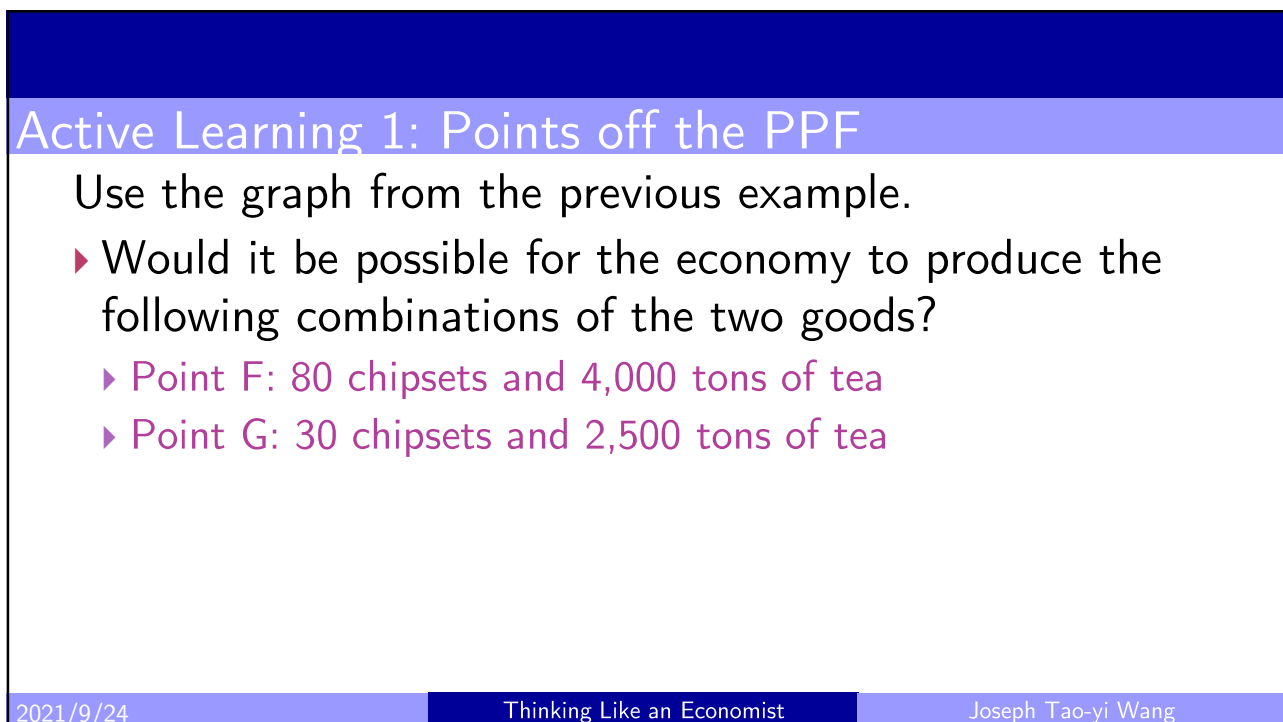 Active Learning 1: Points off the PPF
Use the graph from the previous example.
Would it be possible for the economy to produce the
following combinations of the two goods?
Point F: 80 chipsets and 4,000 tons of tea
Point G: 30 chipsets and 2,500 tons of tea
2021/9/24
Thinking Like an Economist
Joseph Tao-yi Wang